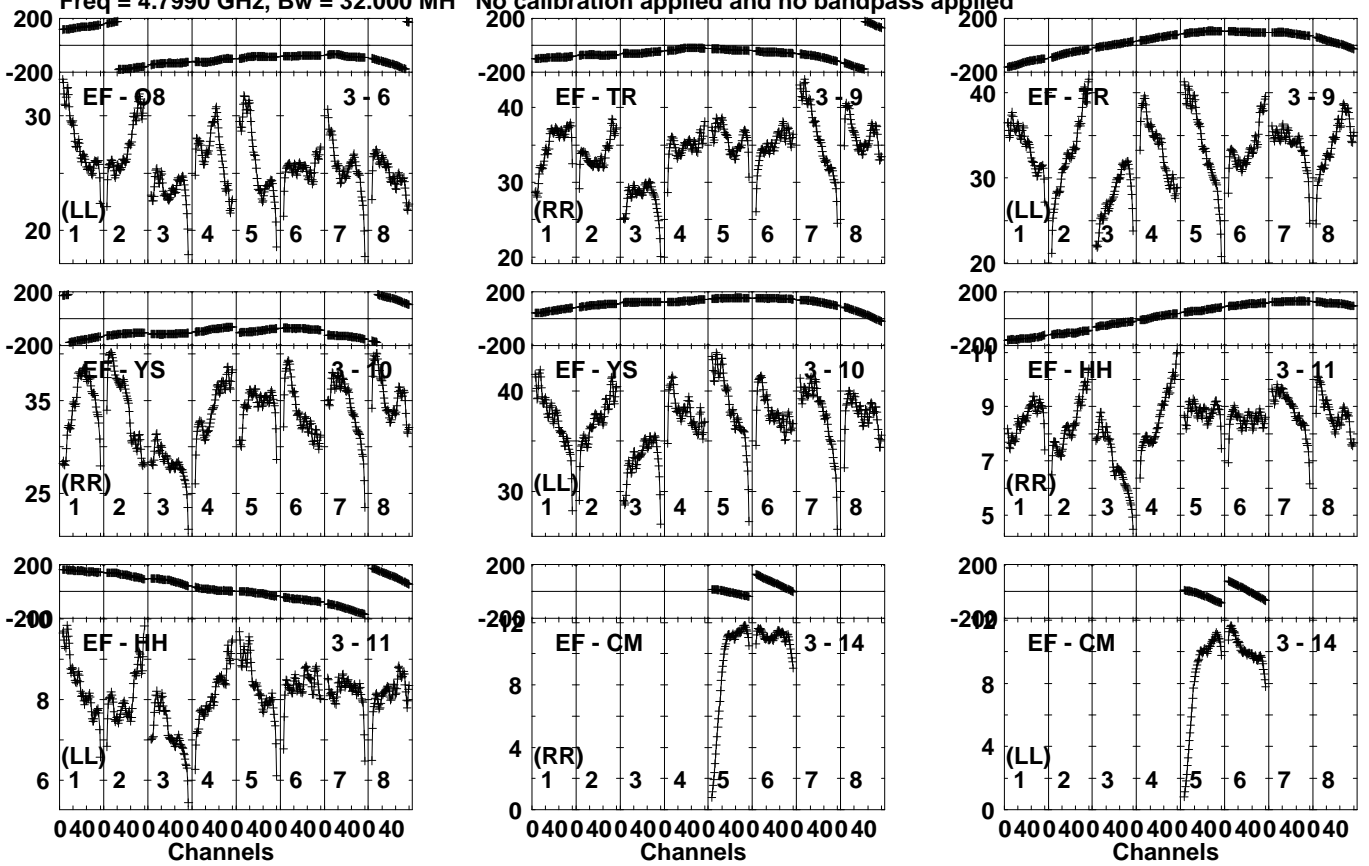 Freq = 4.7990 GHz, Bw = 32.000 MH No calibration applied and no bandpass applied
200
-200
30
20
EF - O8 3 - 6
(LL)
1 2 3 4 5 6 7 8
200
-200
40
30
20
EF - TR 3 - 9
(RR)
1 2 3 4 5 6 7 8
200
-200
40
30
20
EF - TR 3 - 9
(LL)
1 2 3 4 5 6 7 8
200
-200
35
25
EF - YS 3 - 10
(RR)
1 2 3 4 5 6 7 8
200
-200
40
30
EF - YS 3 - 10
(LL)
1 2 3 4 5 6 7 8
200
-200
11
9
7
5
EF - HH 3 - 11
(RR)
1 2 3 4 5 6 7 8
200
-200
10
8
6
EF - HH 3 - 11
(LL)
1 2 3 4 5 6 7 8
200
-200
12
8
4
0
EF - CM 3 - 14
(RR)
1 2 3 4 5 6 7 8
200
-200
12
8
4
0
EF - CM 3 - 14
(LL)
1 2 3 4 5 6 7 8
0 40 0 40 0 40 0 40 0 40 0 40 0 40 0 40
Channels
0 40 0 40 0 40 0 40 0 40 0 40 0 40 0 40
Channels
0 40 0 40 0 40 0 40 0 40 0 40 0 40 0 40
Channels